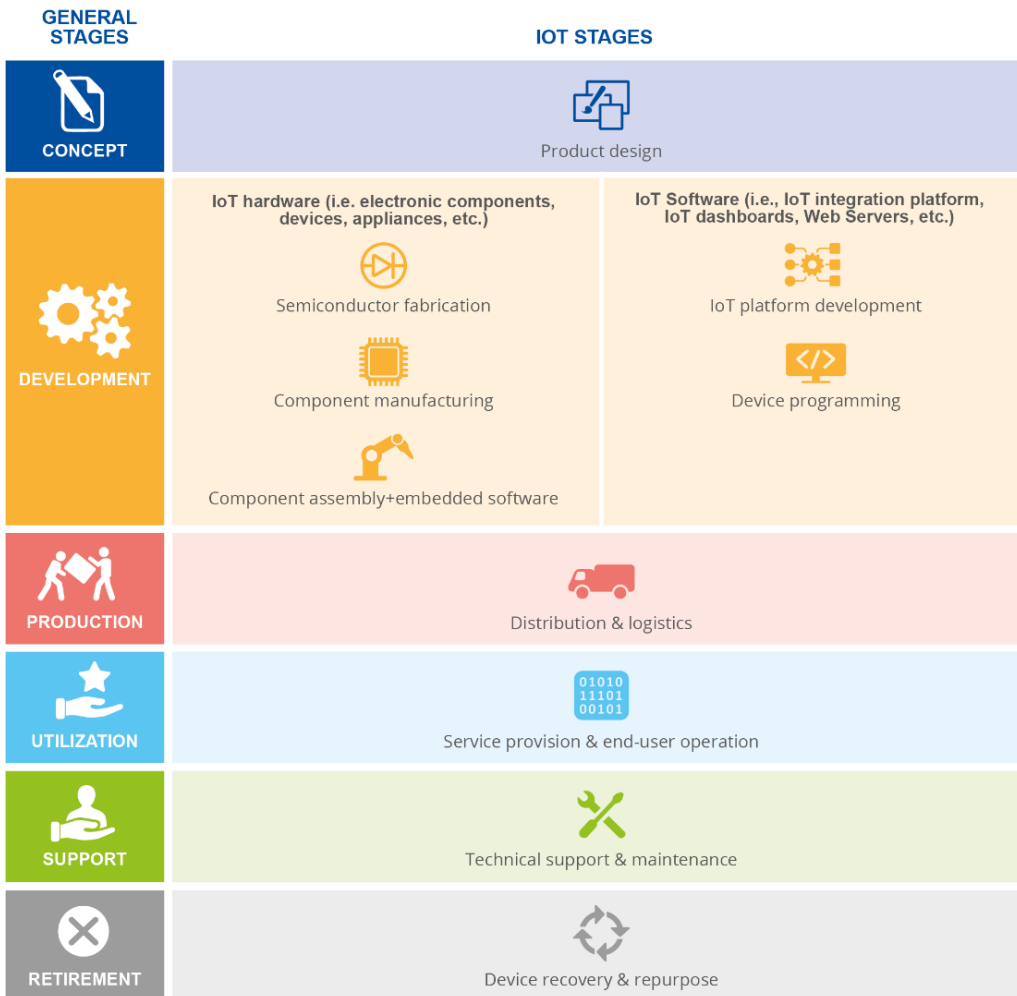 GENERAL
STAGES
IOT STAGES
CONCEPT
Product design
DEVELOPMENT
IoT hardware (i.e. electronic components,
devices, appliances, etc.)
Semiconductor fabrication
Component manufacturing
Component assembly+embedded software
IoT Software (i.e., IoT integration platform,
IoT dashboards, Web Servers, etc.)
IoT platform development
</>
Device programming
PRODUCTION
Distribution & logistics
UTILIZATION
01010
11101
00101
Service provision & end-user operation
SUPPORT
Technical support & maintenance
RETIREMENT
Device recovery & repurpose